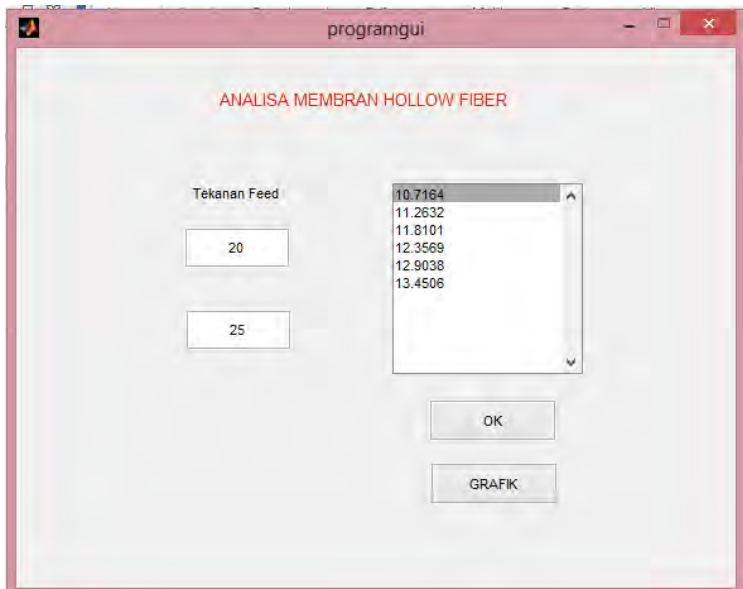 programgui
ANALISA MEMBRAN HOLLOW FIBER
Tekanan Feed
20
25
10.7164
11.2632
11.8101
12.3569
12.9038
13.4506
OK
GRAFIK